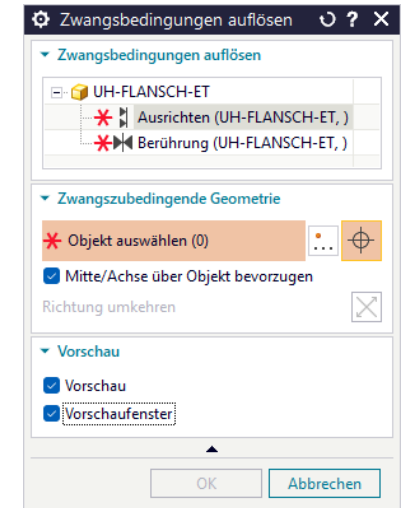 Zwangsbedingungen auflösen ?
Zwangsbedingungen auflösen
UH-FLANSCH-ET
Ausrichten (UH-FLANSCH-ET, )
Berührung (UH-FLANSCH-ET, )
Zwangszubedingende Geometrie
Objekt auswählen (0)
Mitte/Achse über Objekt bevorzugen
Richtung umkehren
Vorschau
Vorschau
Vorschaufenster
OK Abbrechen